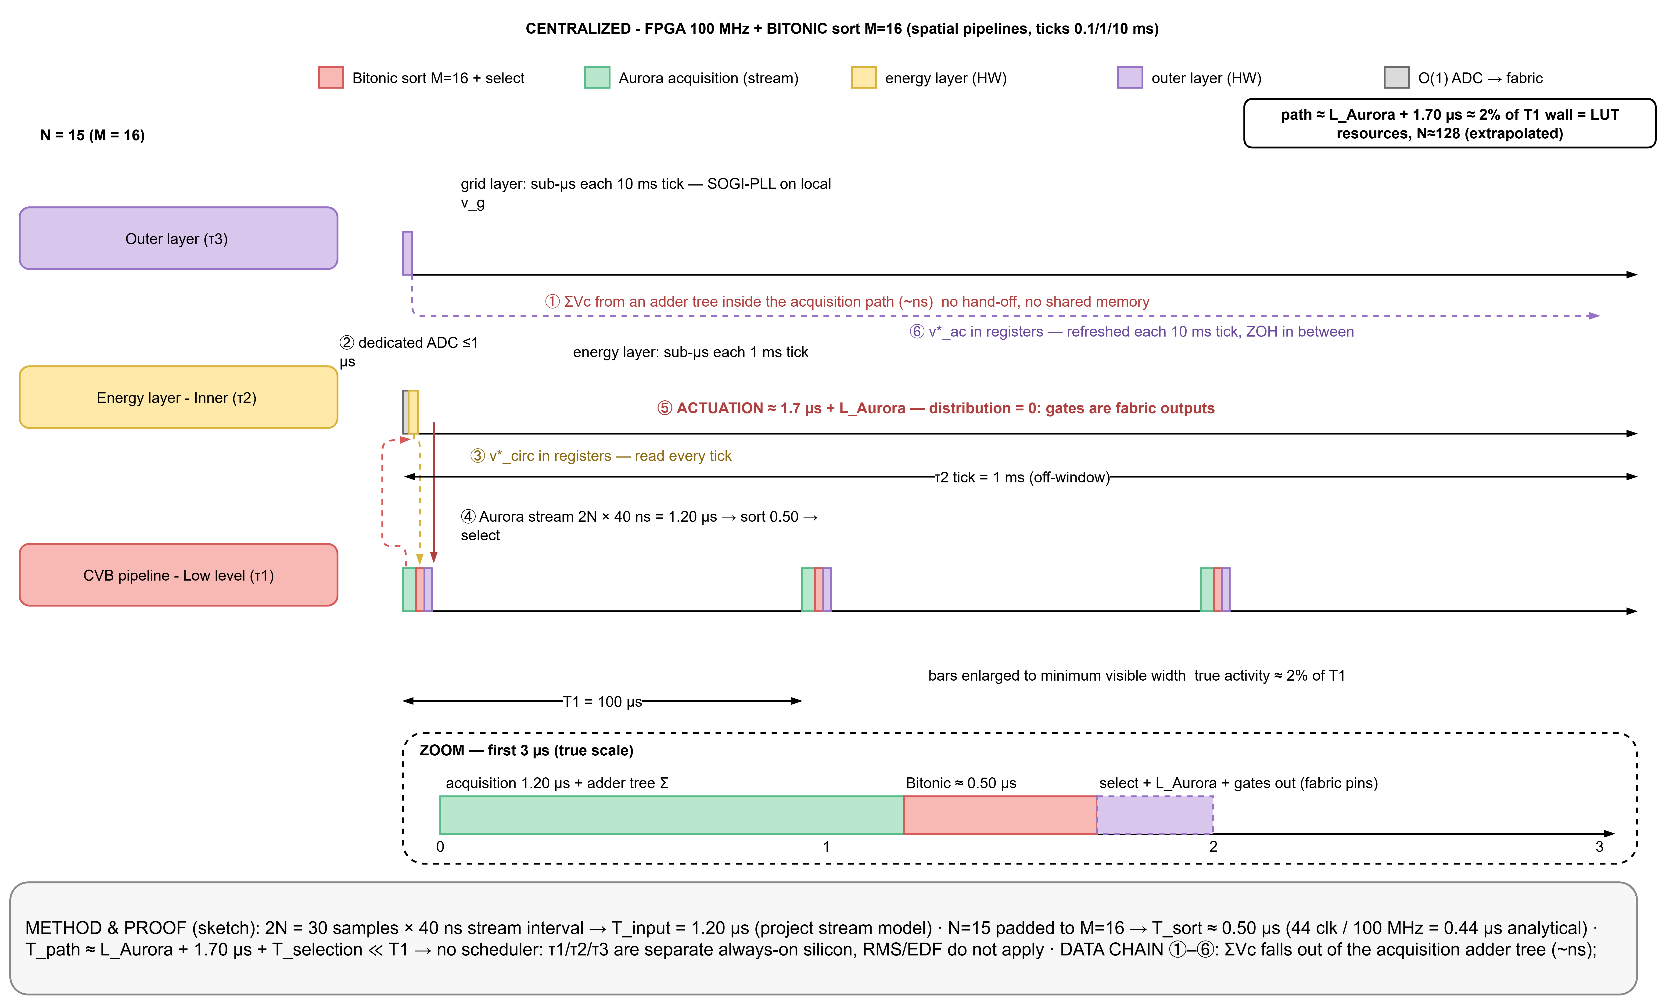 CENTRALIZED - FPGA 100 MHz + BITONIC sort M=16 (spatial pipelines, ticks 0.1/1/10 ms)
Bitonic sort M=16 + select
Aurora acquisition (stream)
energy layer (HW)
outer layer (HW)
O(1) ADC → fabric
path ≈ L_Aurora + 1.70 µs ≈ 2% of T1 wall = LUT
resources, N≈128 (extrapolated)
N = 15 (M = 16)
grid layer: sub-µs each 10 ms tick — SOGI-PLL on local
v_g
Outer layer (τ3)
① ΣVc from an adder tree inside the acquisition path (~ns)  no hand-off, no shared memory
⑥ v*_ac in registers — refreshed each 10 ms tick, ZOH in between
② dedicated ADC ≤1
µs
energy layer: sub-µs each 1 ms tick
Energy layer - Inner (τ2)
⑤ ACTUATION ≈ 1.7 µs + L_Aurora — distribution = 0: gates are fabric outputs
③ v*_circ in registers — read every tick
τ2 tick = 1 ms (off-window)
④ Aurora stream 2N × 40 ns = 1.20 µs → sort 0.50 →
select
CVB pipeline - Low level (τ1)
bars enlarged to minimum visible width  true activity ≈ 2% of T1
T1 = 100 µs
ZOOM — first 3 µs (true scale)
acquisition 1.20 µs + adder tree Σ
Bitonic ≈ 0.50 µs
select + L_Aurora + gates out (fabric pins)
0
1
2
3
METHOD & PROOF (sketch): 2N = 30 samples × 40 ns stream interval → T_input = 1.20 µs (project stream model) · N=15 padded to M=16 → T_sort ≈ 0.50 µs (44 clk / 100 MHz = 0.44 µs analytical) ·
T_path ≈ L_Aurora + 1.70 µs + T_selection ≪ T1 → no scheduler: τ1/τ2/τ3 are separate always-on silicon, RMS/EDF do not apply · DATA CHAIN ①–⑥: ΣVc falls out of the acquisition adder tree (~ns);